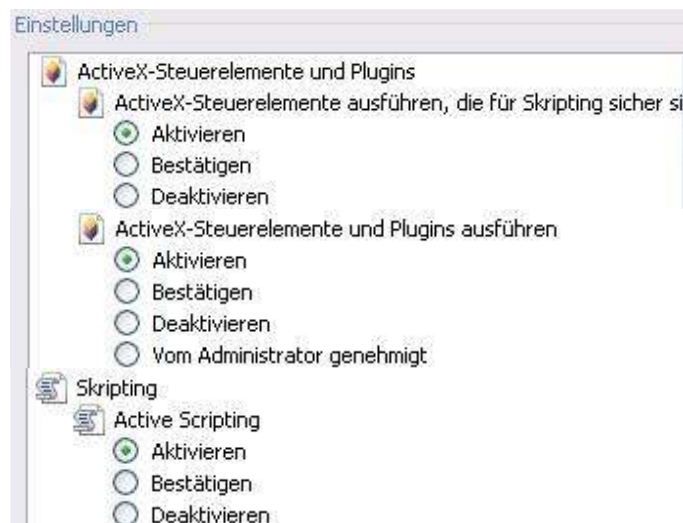 Einstellungen
ActiveX-Steuerelemente und Plugins
ActiveX-Steuerelemente ausführen, die für Skripting sicher si
Aktivieren
Bestätigen
Deaktivieren
ActiveX-Steuerelemente und Plugins ausführen
Aktivieren
Bestätigen
Deaktivieren
Vom Administrator genehmigt
Skripting
Active Scripting
Aktivieren
Bestätigen
Deaktivieren